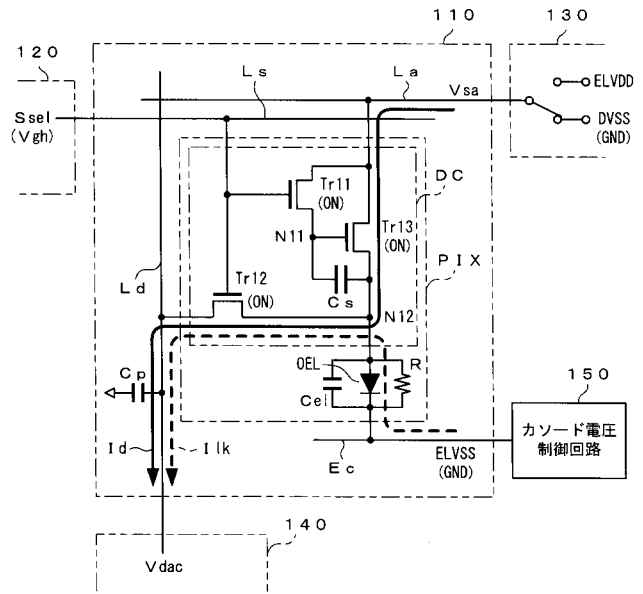 110
130
120
Ls
La
Vsa
ELVDD
DVSS
(GND)
Ssel
(Vgh)
DC
Tr11
(ON)
N11
Tr13
(ON)
PIX
Ld
Tr12
(ON)
Cs
N12
OEL
R
Cp
Cel
150
カソード電圧
制御回路
Id
Ilk
Ec
ELVSS
(GND)
140
Vdac